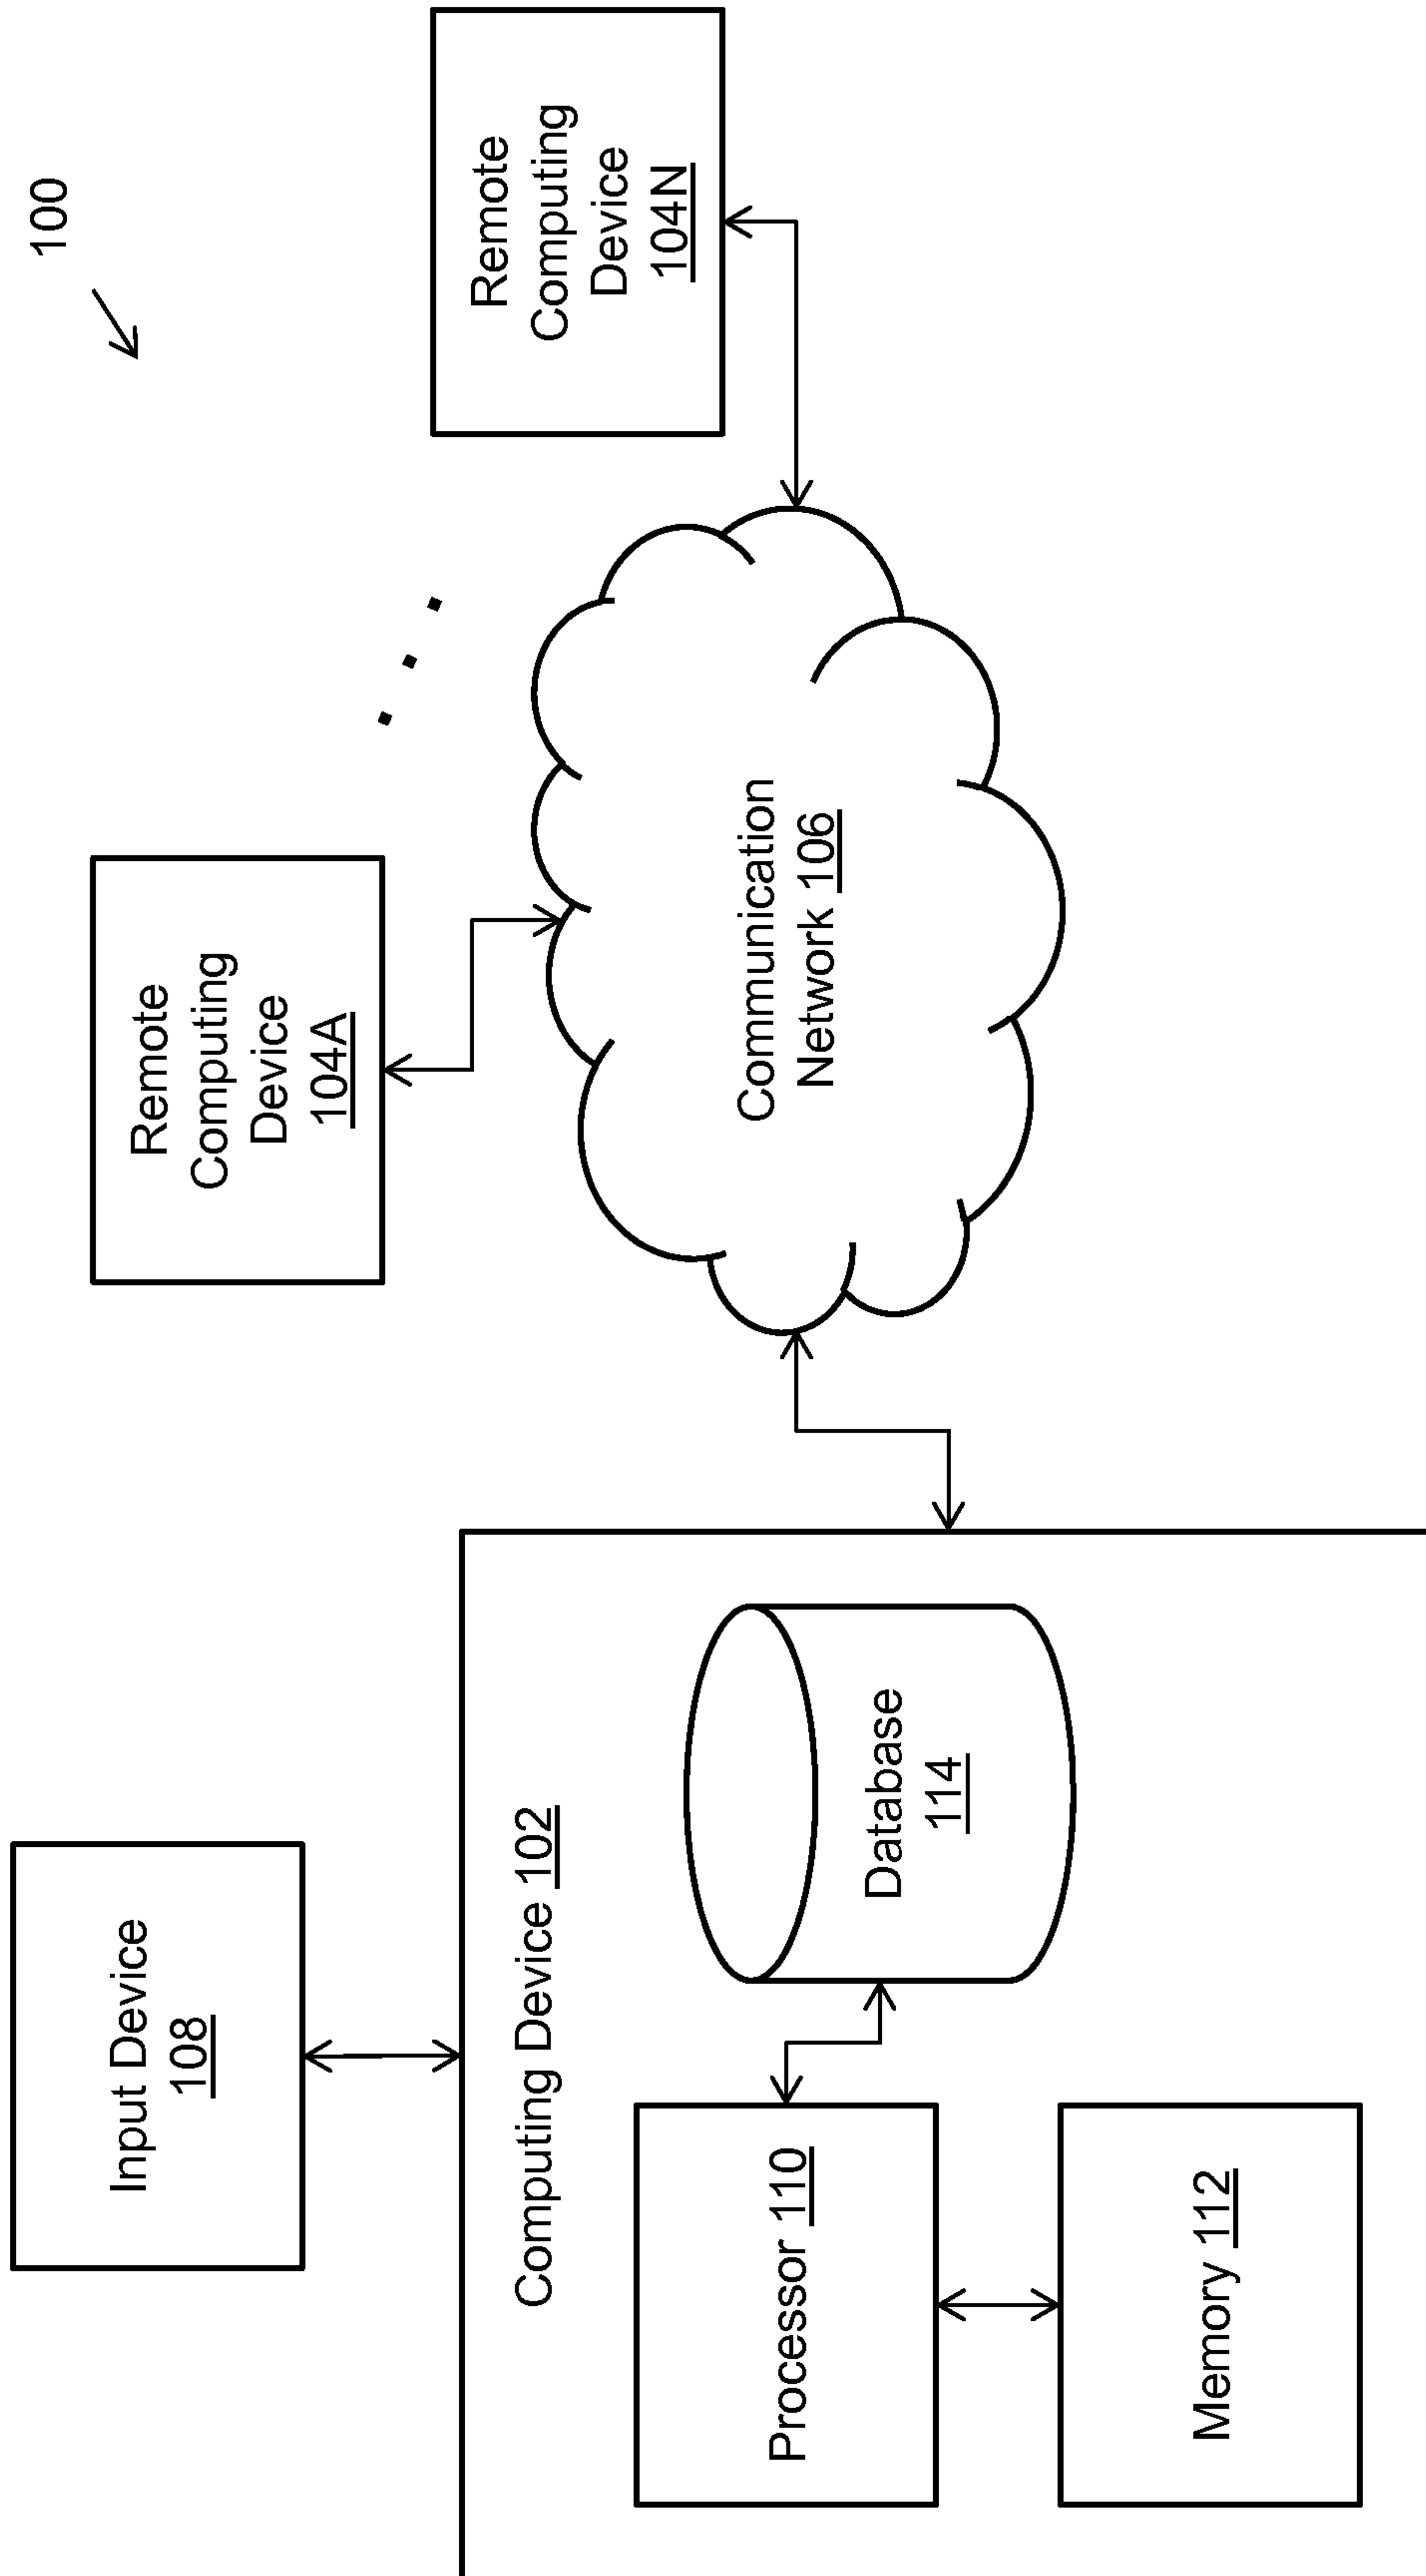 100
Input Device
108
Remote
Computing
Device
104A
Remote
Computing
Device
104N
Computing Device 102
Communication
Network 106
Processor 110
Database
114
Memory 112